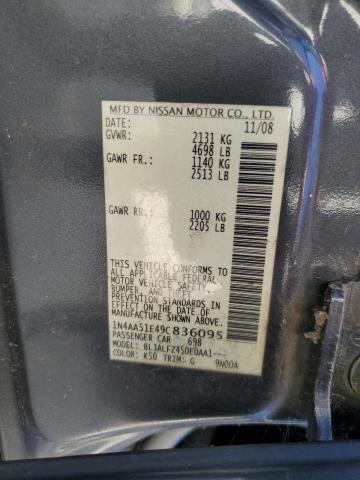 MFD BY NISSAN MOTOR CO., LTD
DATE: 11/08
GVWR: 2131 KG
4698 LB
GAWR FR: 1140 KG
2513 LB
GAWR RR: 1000 KG
2205 LB
THIS VEHICLE CONFORMS TO ALL
APPLICABLE FEDERAL
MOTOR VEHICLE SAFETY,
BUMPER, AND THEFT
PREVENTION STANDARDS
IN EFFECT ON THE DATE OF
MANUFACTURE SHOWN ABOVE.
1N4AA51E49C836095
PASSENGER CAR 698
MODEL: BLJALFZ450EUAA1---
COLOR: K50 TRIM: G 9N00A